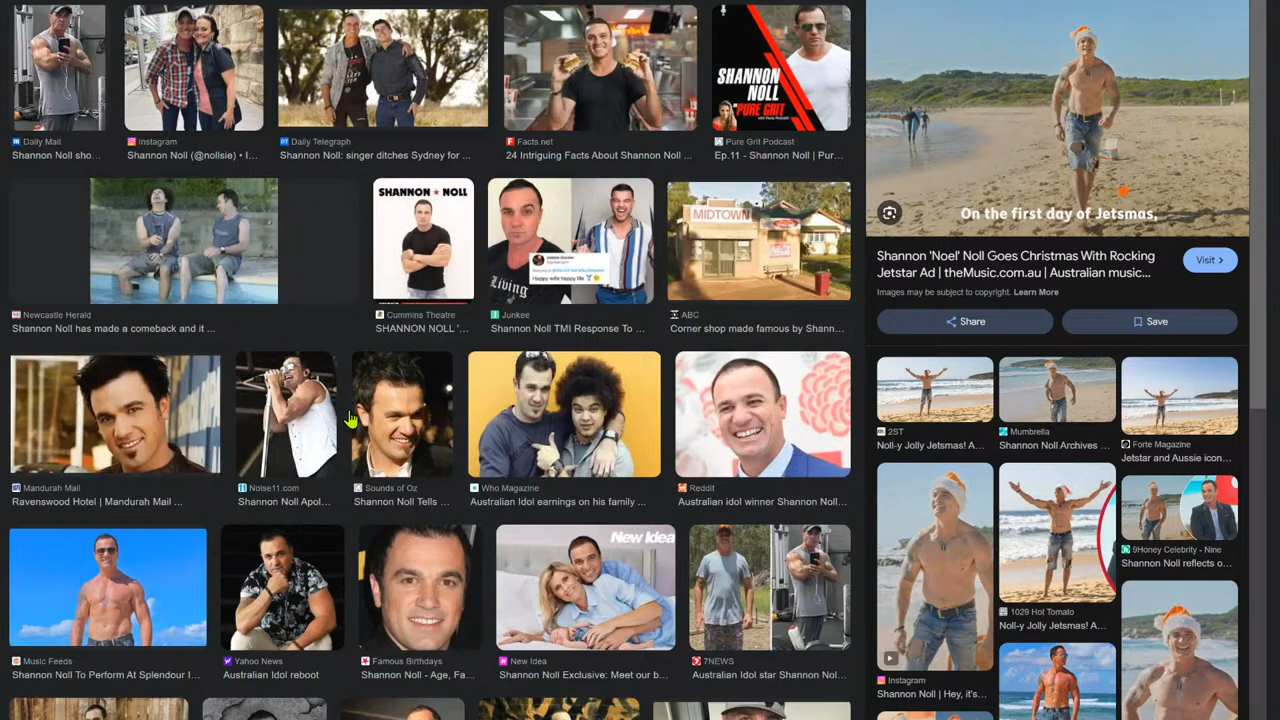 SHANNON
NOLL
PURE GRIT
Daily Mail
Shannon Noll sho...
Instagram
Shannon Noll (@nollsie) • I...
Daily Telegraph
Shannon Noll: singer ditches Sydney for ...
Facts.net
24 Intriguing Facts About Shannon Noll ...
Pure Grit Podcast
Ep.11 - Shannon Noll | Pur...
SHANNON ★ NOLL
MIDTOWN
Living
Happy wife happy life
Newcastle Herald
Shannon Noll has made a comeback and it ...
Cummins Theatre
SHANNON NOLL '...
Junkee
Shannon Noll TMI Response To ...
ABC
Corner shop made famous by Shann...
Mandurah Mail
Ravenswood Hotel | Mandurah Mail ...
Noise11.com
Shannon Noll Apol...
Sounds of Oz
Shannon Noll Tells ...
Who Magazine
Australian Idol earnings on his family ...
Reddit
Australian idol winner Shannon Noll...
New Idea
Music Feeds
Shannon Noll To Perform At Splendour I...
Yahoo News
Australian Idol reboot
Famous Birthdays
Shannon Noll - Age, Fa...
New Idea
Shannon Noll Exclusive: Meet our b...
7NEWS
Australian Idol star Shannon Nol...
On the first day of Jetsmas,
Shannon 'Noel' Noll Goes Christmas With Rocking
Jetstar Ad | theMusic.com.au | Australian music...
Visit >
Images may be subject to copyright. Learn More
Share
Save
2ST
Noll-y Jolly Jetsmas! A...
Mumbrella
Shannon Noll Archives ...
Forte Magazine
Jetstar and Aussie icon...
9Honey Celebrity - Nine
Shannon Noll reflects o...
1029 Hot Tomato
Noll-y Jolly Jetsmas! A...
Instagram
Shannon Noll | Hey, it's...